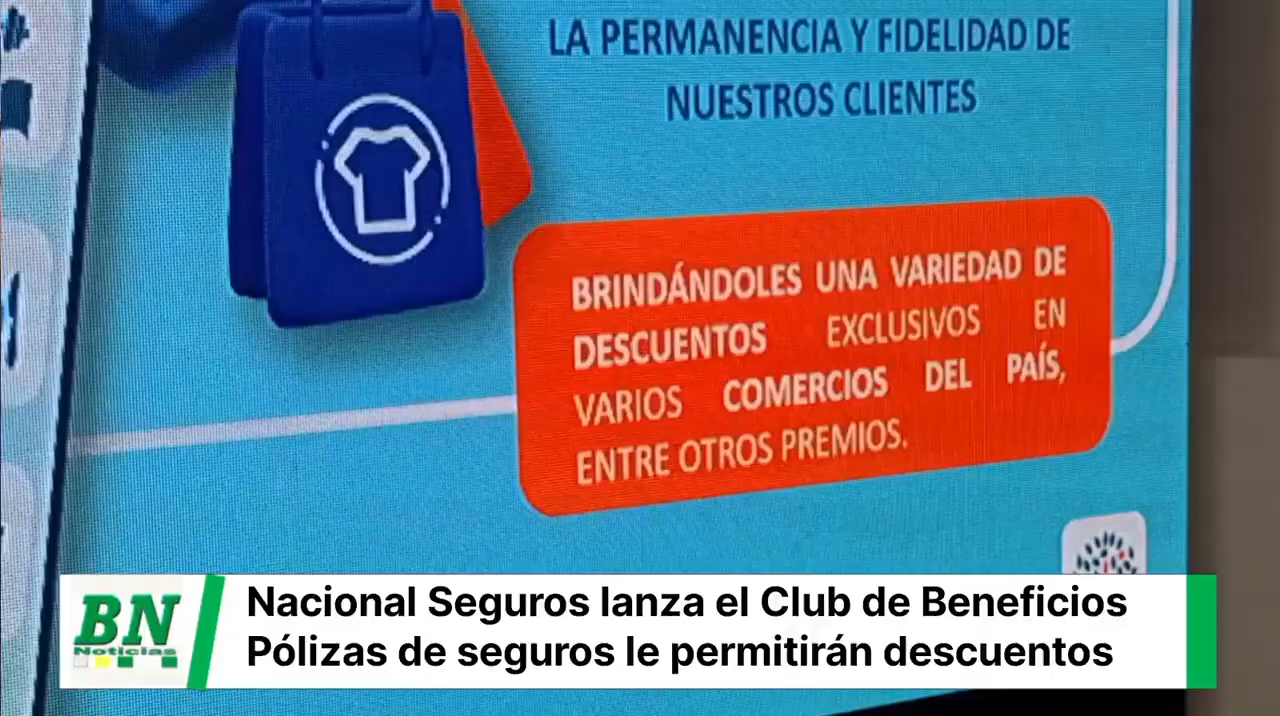 LA PERMANENCIA Y FIDELIDAD DE
NUESTROS CLIENTES
BRINDÁNDOLES UNA VARIEDAD DE
DESCUENTOS EXCLUSIVOS EN
VARIOS COMERCIOS DEL PAÍS,
ENTRE OTROS PREMIOS.
BN
Noticias
Nacional Seguros lanza el Club de Beneficios
Pólizas de seguros le permitirán descuentos